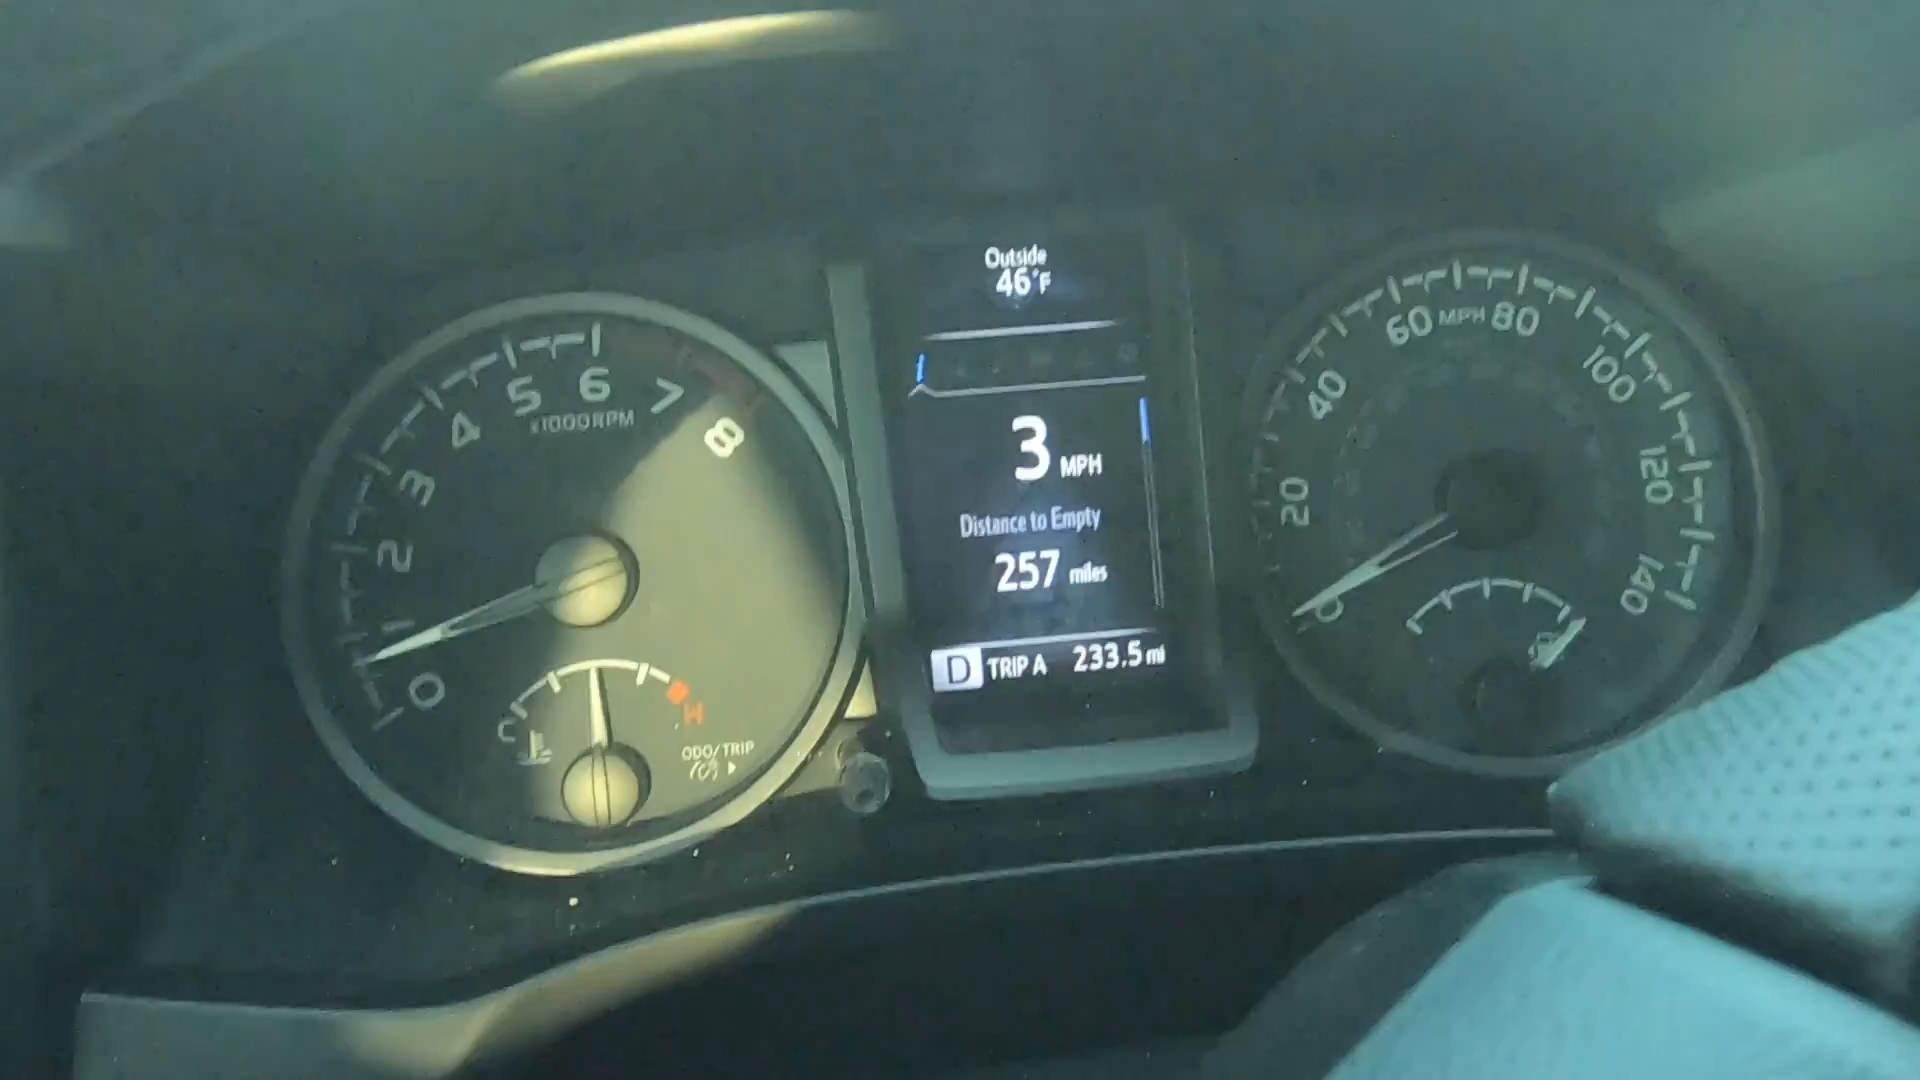 0
1
2
3
4
5
6
7
8
x1000RPM
C
H
ODO/TRIP
Outside
46°F
3 MPH
Distance to Empty
257 miles
D TRIP A 233.5 mi
0
20
40
60
MPH
80
100
120
140